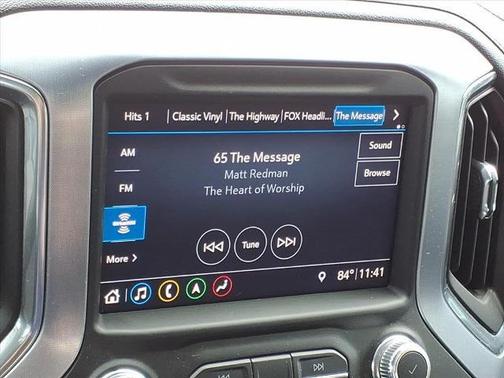 Hits 1 Classic Vinyl The Highway FOX Headli... The Message
AM
65 The Message
Sound
Matt Redman
Browse
FM
The Heart of Worship
Tune
More
84° 11:41